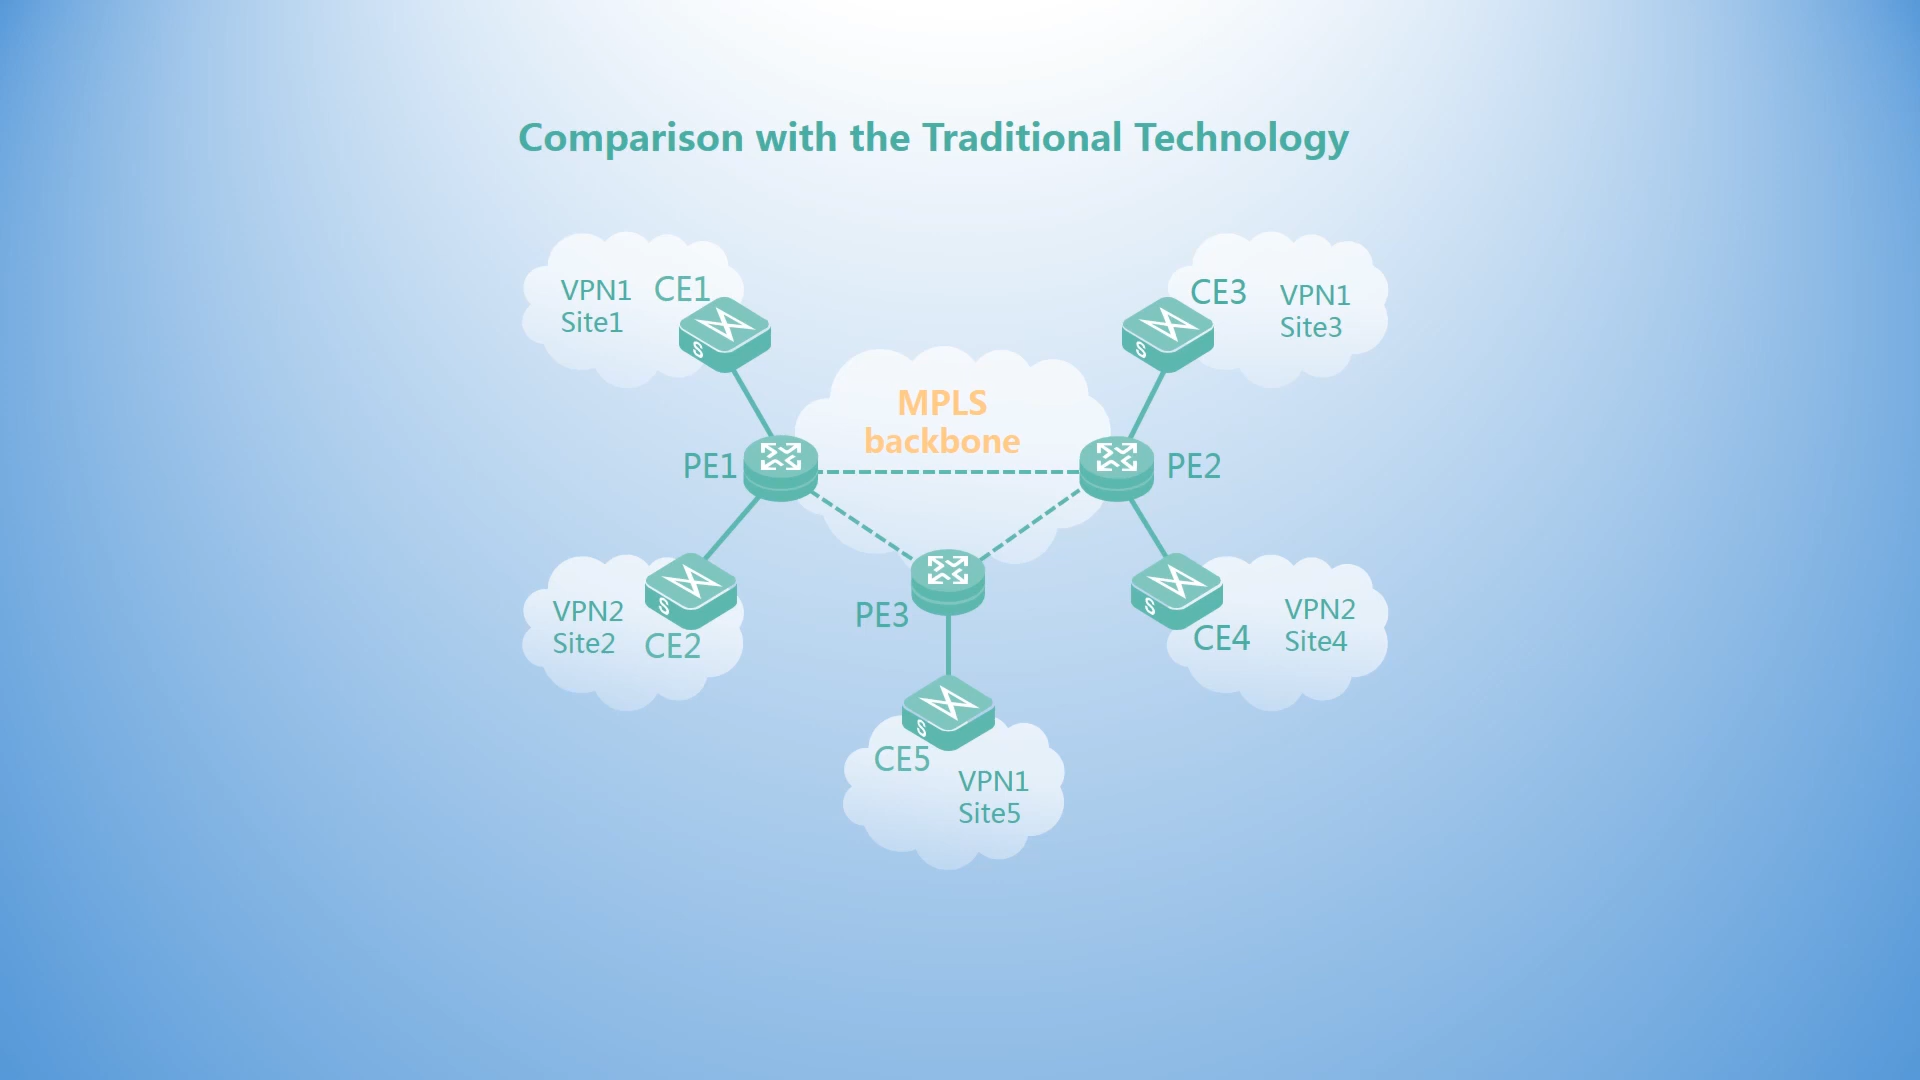 Comparison with the Traditional Technology
VPN1
Site1
CE1
CE3
VPN1
Site3
MPLS
backbone
PE1
PE2
VPN2
Site2
CE2
PE3
CE4
VPN2
Site4
CE5
VPN1
Site5
S
S
S
S
S